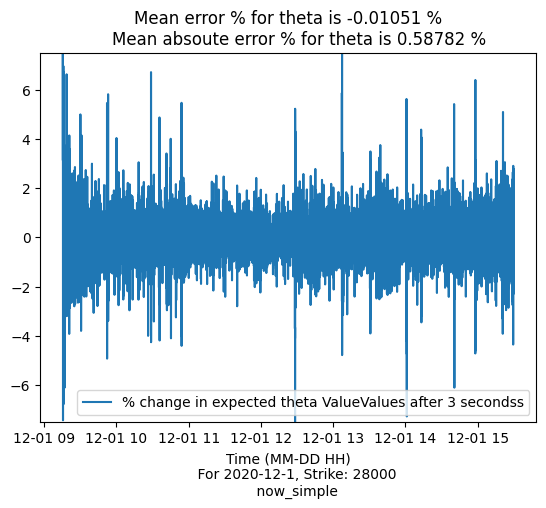 Mean error % for theta is -0.01051 %
Mean absoute error % for theta is 0.58782 %
6
4
2
0
−2
−4
−6
% change in expected theta ValueValues after 3 secondss
12-01 09 12-01 10 12-01 11 12-01 12 12-01 13 12-01 14 12-01 15
Time (MM-DD HH)
For 2020-12-1, Strike: 28000
now_simple